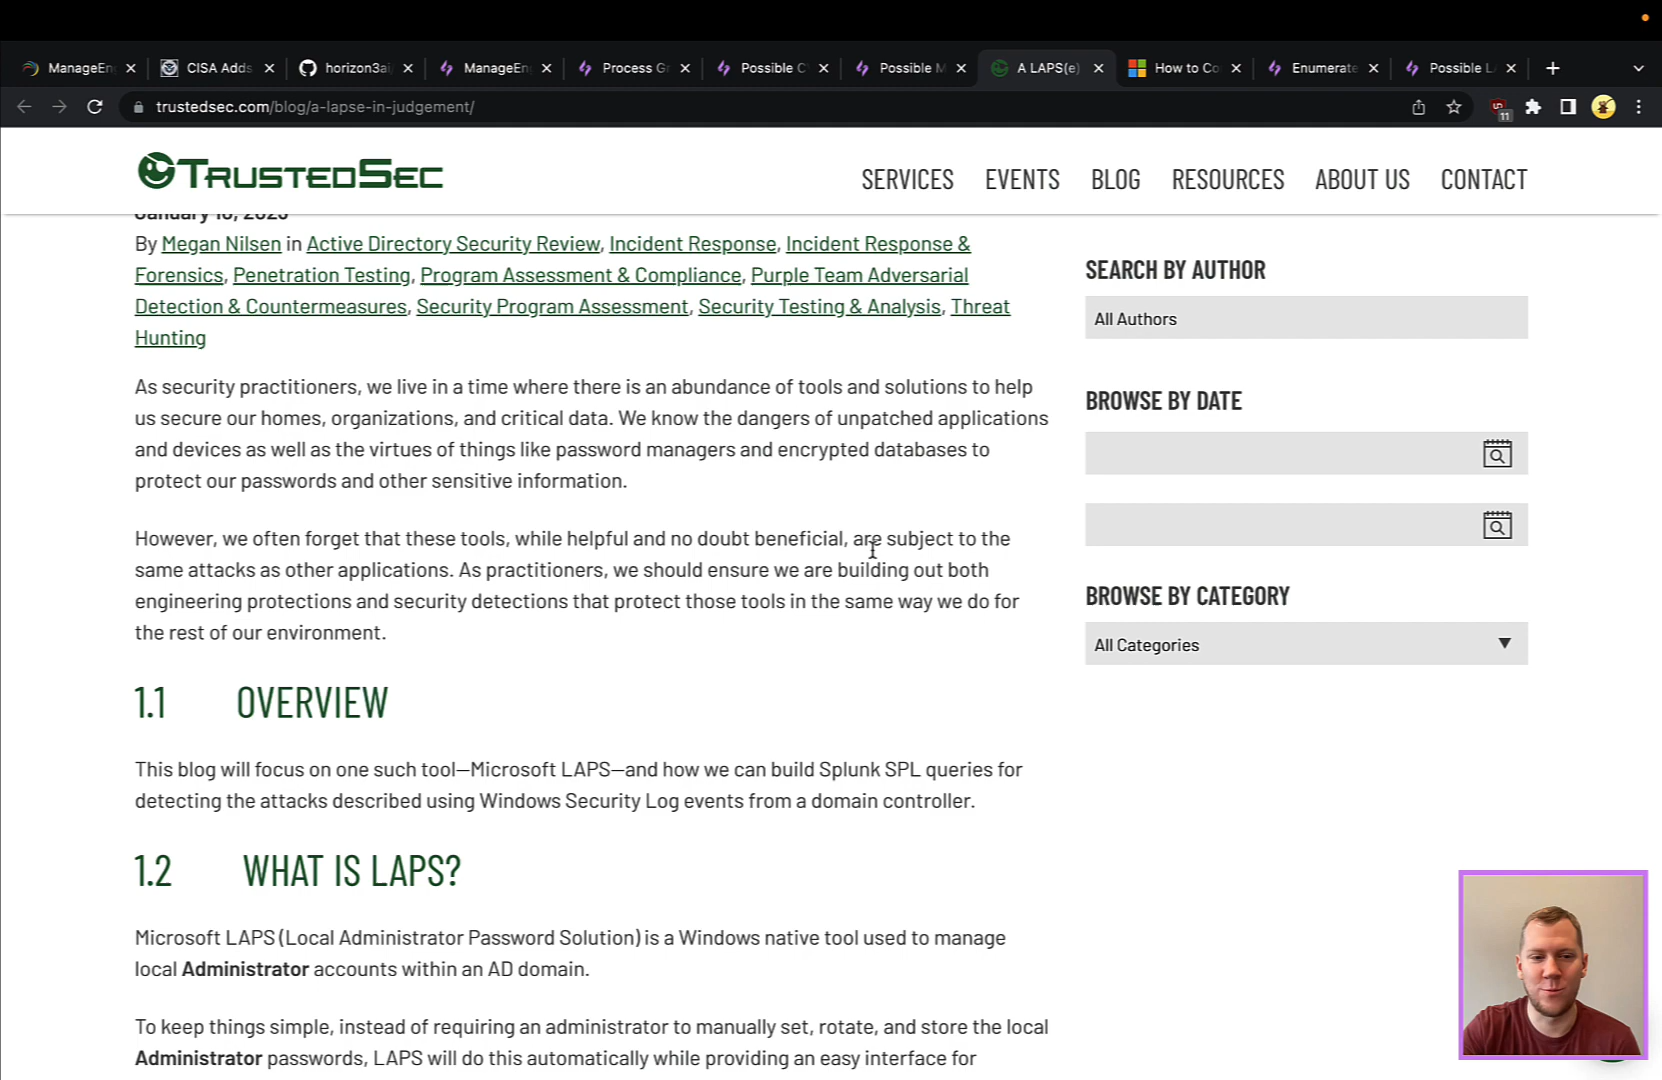 ManageEn
CISA Adds
horizon3ai
ManageEn
Process Gr
Possible C
Possible M
A LAPS(e)
How to Co
Enumerate
Possible L
trustedsec.com/blog/a-lapse-in-judgement/
11
TRUSTEDSEC
SERVICES
EVENTS
BLOG
RESOURCES
ABOUT US
CONTACT
By Megan Nilsen in Active Directory Security Review, Incident Response, Incident Response &
Forensics, Penetration Testing, Program Assessment & Compliance, Purple Team Adversarial
Detection & Countermeasures, Security Program Assessment, Security Testing & Analysis, Threat
Hunting
As security practitioners, we live in a time where there is an abundance of tools and solutions to help
us secure our homes, organizations, and critical data. We know the dangers of unpatched applications
and devices as well as the virtues of things like password managers and encrypted databases to
protect our passwords and other sensitive information.
However, we often forget that these tools, while helpful and no doubt beneficial, are subject to the
same attacks as other applications. As practitioners, we should ensure we are building out both
engineering protections and security detections that protect those tools in the same way we do for
the rest of our environment.
1.1 OVERVIEW
This blog will focus on one such tool—Microsoft LAPS—and how we can build Splunk SPL queries for
detecting the attacks described using Windows Security Log events from a domain controller.
1.2 WHAT IS LAPS?
Microsoft LAPS (Local Administrator Password Solution) is a Windows native tool used to manage
local Administrator accounts within an AD domain.
To keep things simple, instead of requiring an administrator to manually set, rotate, and store the local
Administrator passwords, LAPS will do this automatically while providing an easy interface for
SEARCH BY AUTHOR
All Authors
BROWSE BY DATE
BROWSE BY CATEGORY
All Categories